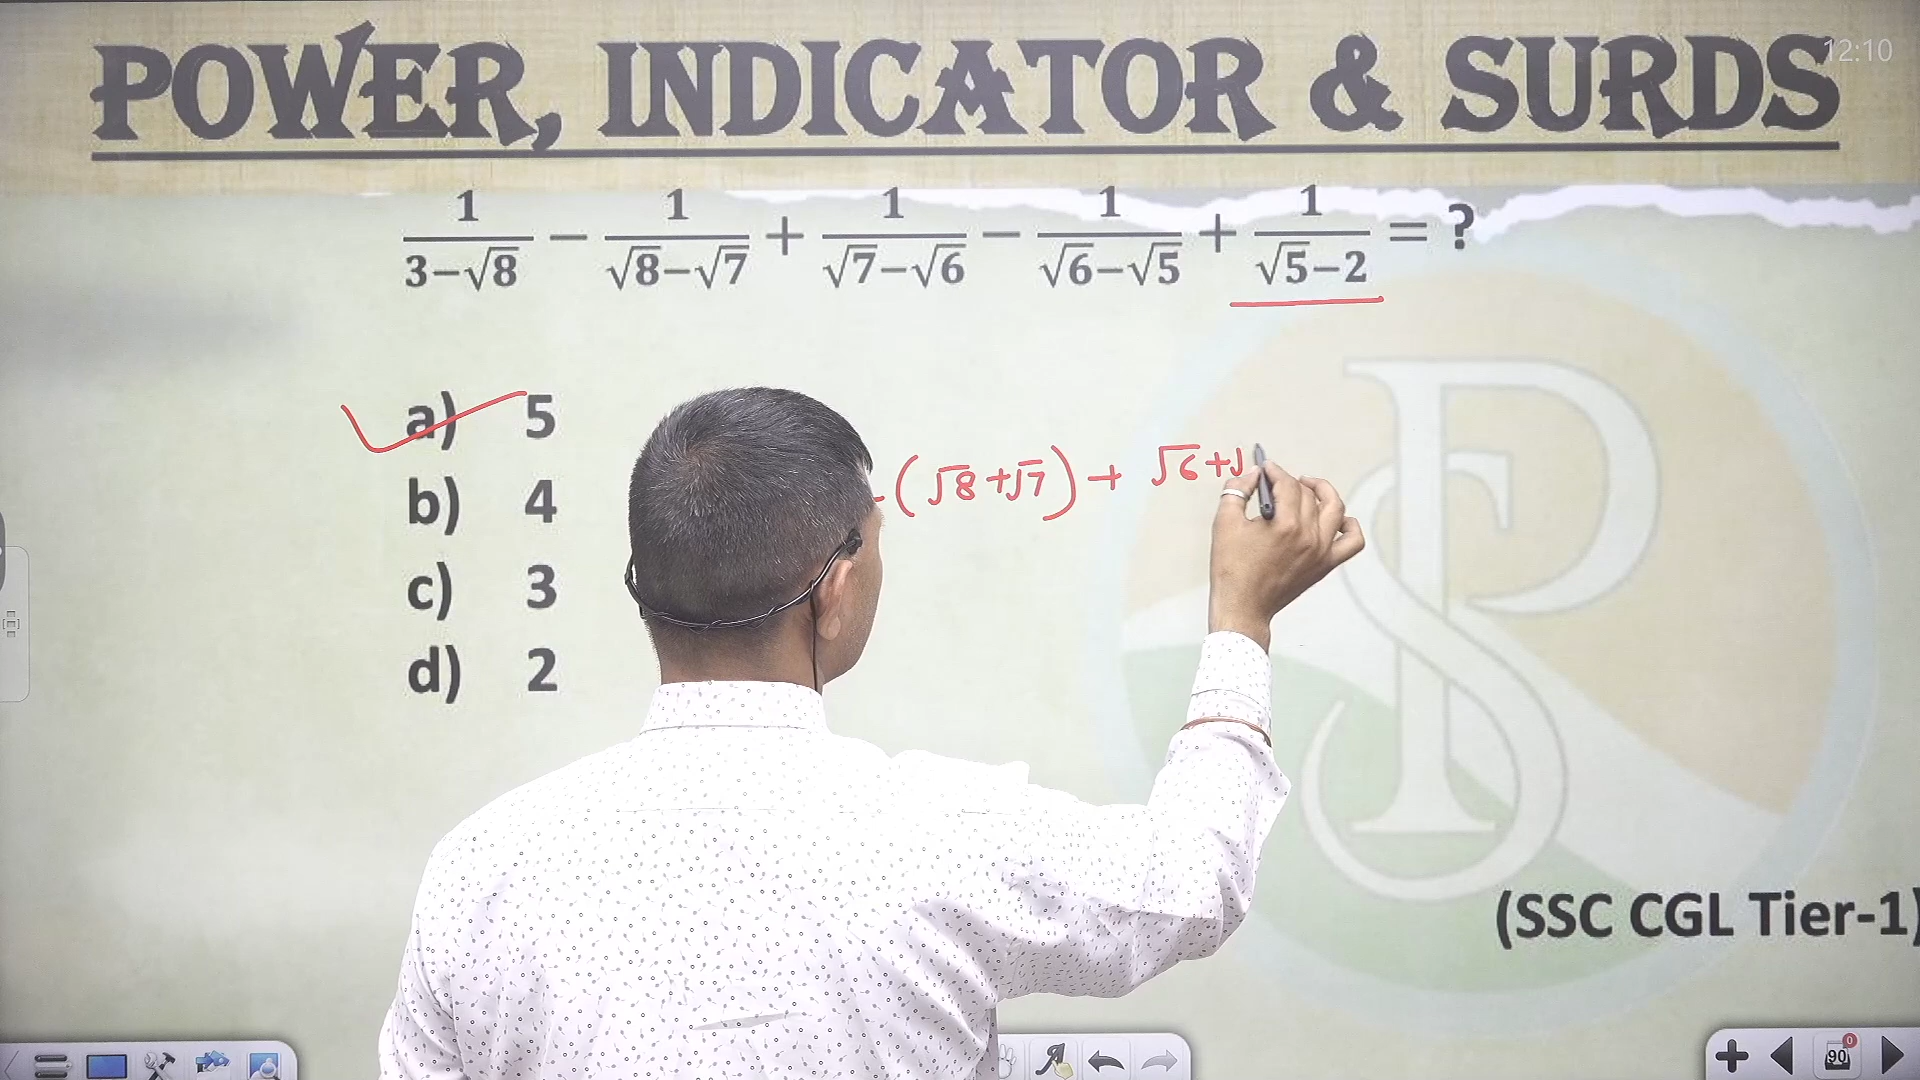 POWER, INDICATOR & SURDS
12:10
1/(3−√8) − 1/(√8−√7) + 1/(√7−√6) − 1/(√6−√5) + 1/(√5−2) = ?
a) 5
b) 4
c) 3
d) 2
- (√8+√7) + √6+√
(SSC CGL Tier-1)
90
0